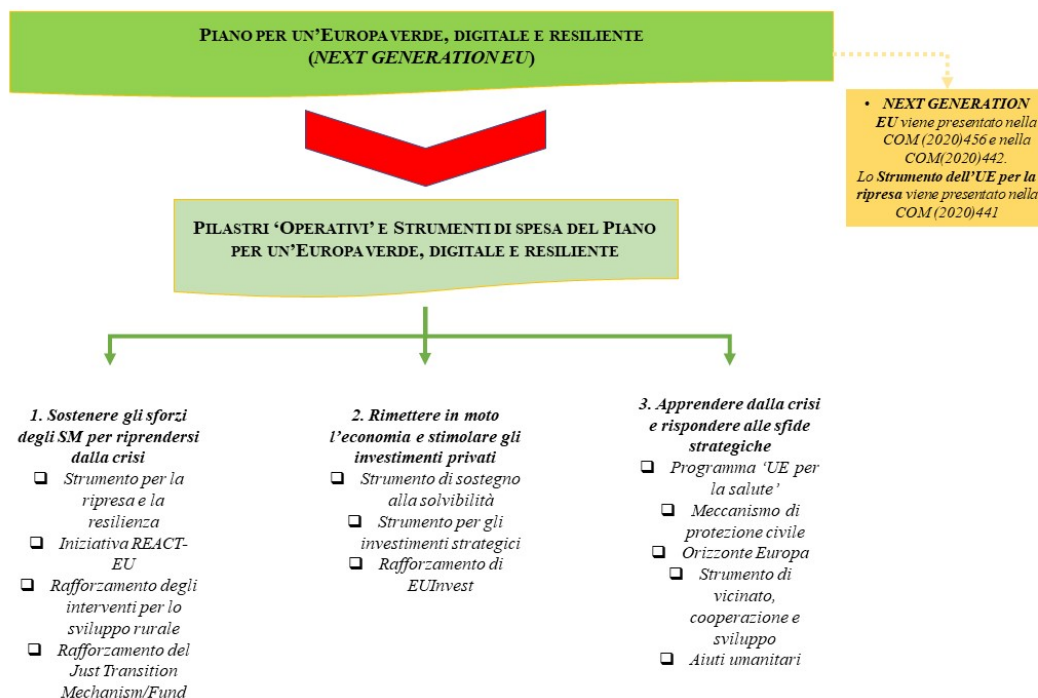 PIANO PER UN'EUROPA VERDE, DIGITALE E RESILIENTE
(NEXT GENERATION EU)
• NEXT GENERATION
EU viene presentato nella
COM (2020)456 e nella
COM(2020)442.
Lo Strumento dell'UE per la
ripresa viene presentato nella
COM (2020)441
PILASTRI 'OPERATIVI' E STRUMENTI DI SPESA DEL PIANO
PER UN'EUROPA VERDE, DIGITALE E RESILIENTE
1. Sostenere gli sforzi
degli SM per riprendersi
dalla crisi
❑ Strumento per la
ripresa e la
resilienza
❑ Iniziativa REACT-
EU
❑ Rafforzamento degli
interventi per lo
sviluppo rurale
❑ Rafforzamento del
Just Transition
Mechanism/Fund
2. Rimettere in moto
l'economia e stimolare gli
investimenti privati
❑ Strumento di sostegno
alla solvibilità
❑ Strumento per gli
investimenti strategici
❑ Rafforzamento di
EUInvest
3. Apprendere dalla crisi
e rispondere alle sfide
strategiche
❑ Programma 'UE per
la salute'
❑ Meccanismo di
protezione civile
❑ Orizzonte Europa
❑ Strumento di
vicinato,
cooperazione e
sviluppo
❑ Aiuti umanitari